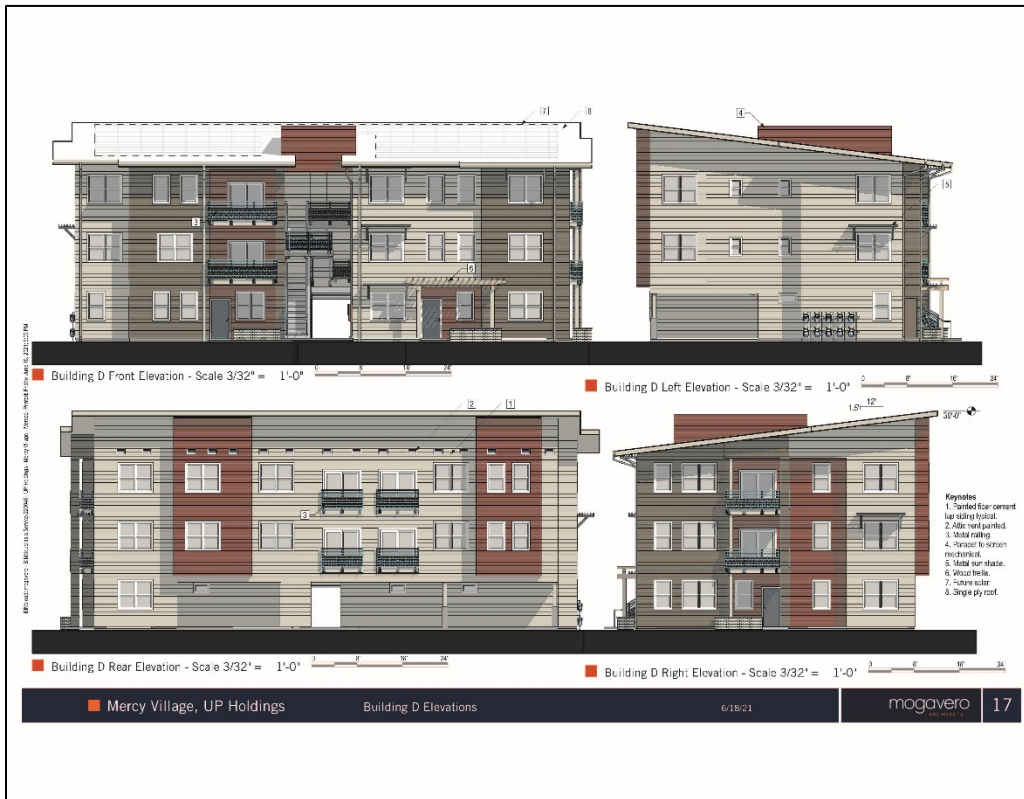 7
8
4
3
5
6
Building D Front Elevation - Scale 3/32" = 1'-0"
0 8' 16' 24'
Building D Left Elevation - Scale 3/32" = 1'-0"
0 8' 16' 24'
2
1
12'
1.5'
3
Keynotes
1. Painted fiber cement
lap siding typical.
2. Attic vent painted.
3. Metal railing.
4. Parapet to screen
mechanical.
5. Metal sun shade.
6. Wood trellis.
7. Future solar
8. Single ply roof.
Building D Rear Elevation - Scale 3/32" = 1'-0"
0 8' 16' 24'
Building D Right Elevation - Scale 3/32" = 1'-0"
0 8' 16' 24'
Mercy Village, UP Holdings
Building D Elevations
6/18/21
mogavero
ARCHITECTS
17